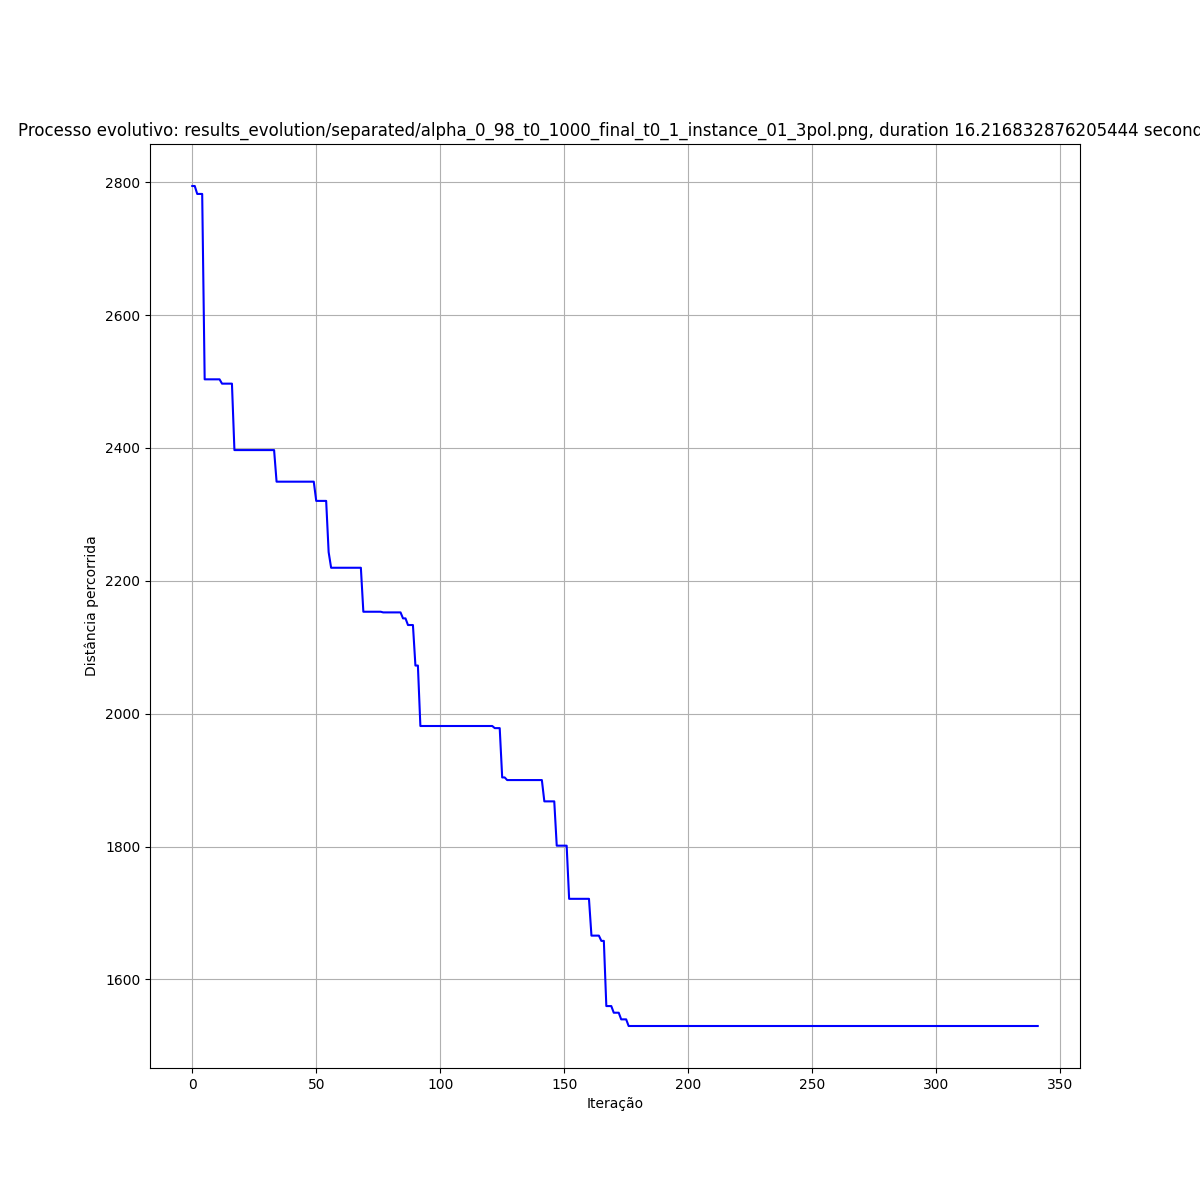 Processo evolutivo: results_evolution/separated/alpha_0_98_t0_1000_final_t0_1_instance_01_3pol.png, duration 16.216832876205444 second
2800
2600
2400
2200
2000
1800
1600
Distância percorrida
0 50 100 150 200 250 300 350
Iteração